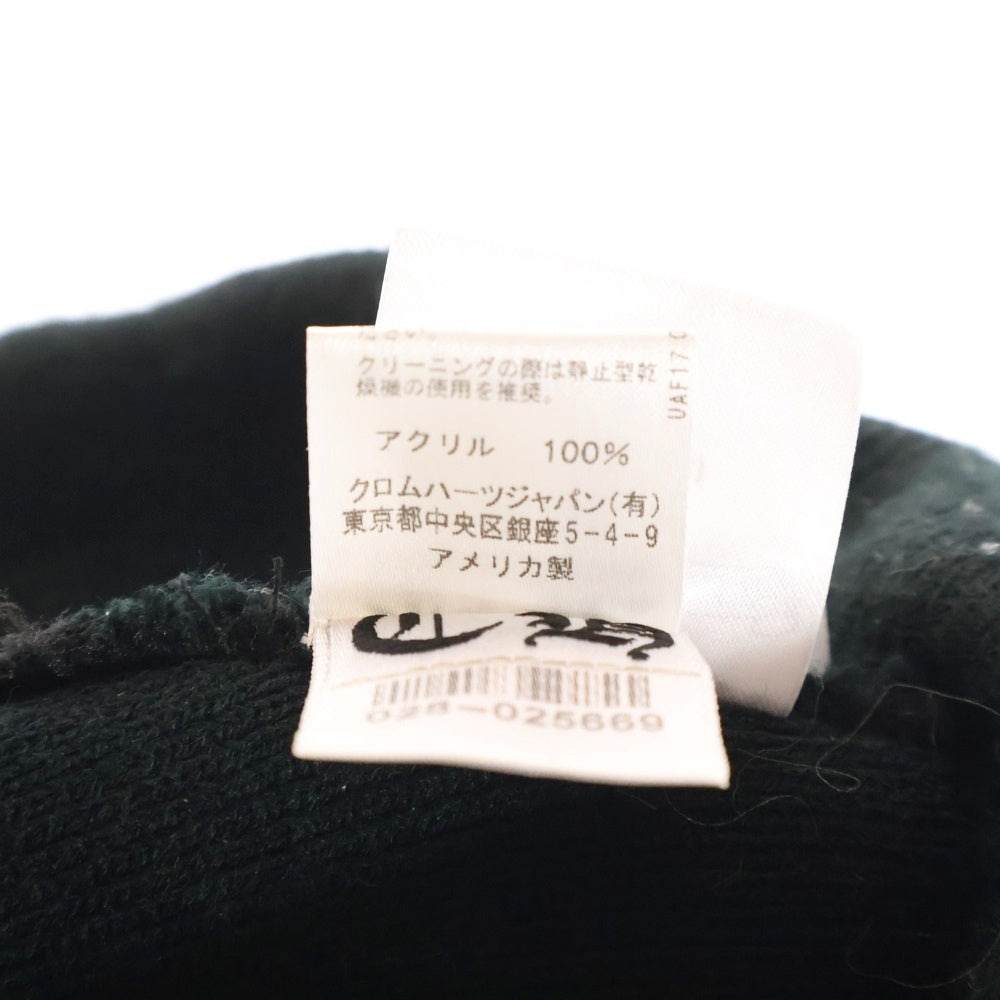 クリーニングの際は静止型乾
燥機の使用を推奨。
アクリル 100%
クロムハーツジャパン(有)
東京都中央区銀座5-4-9
アメリカ製
UAF17
028-025669